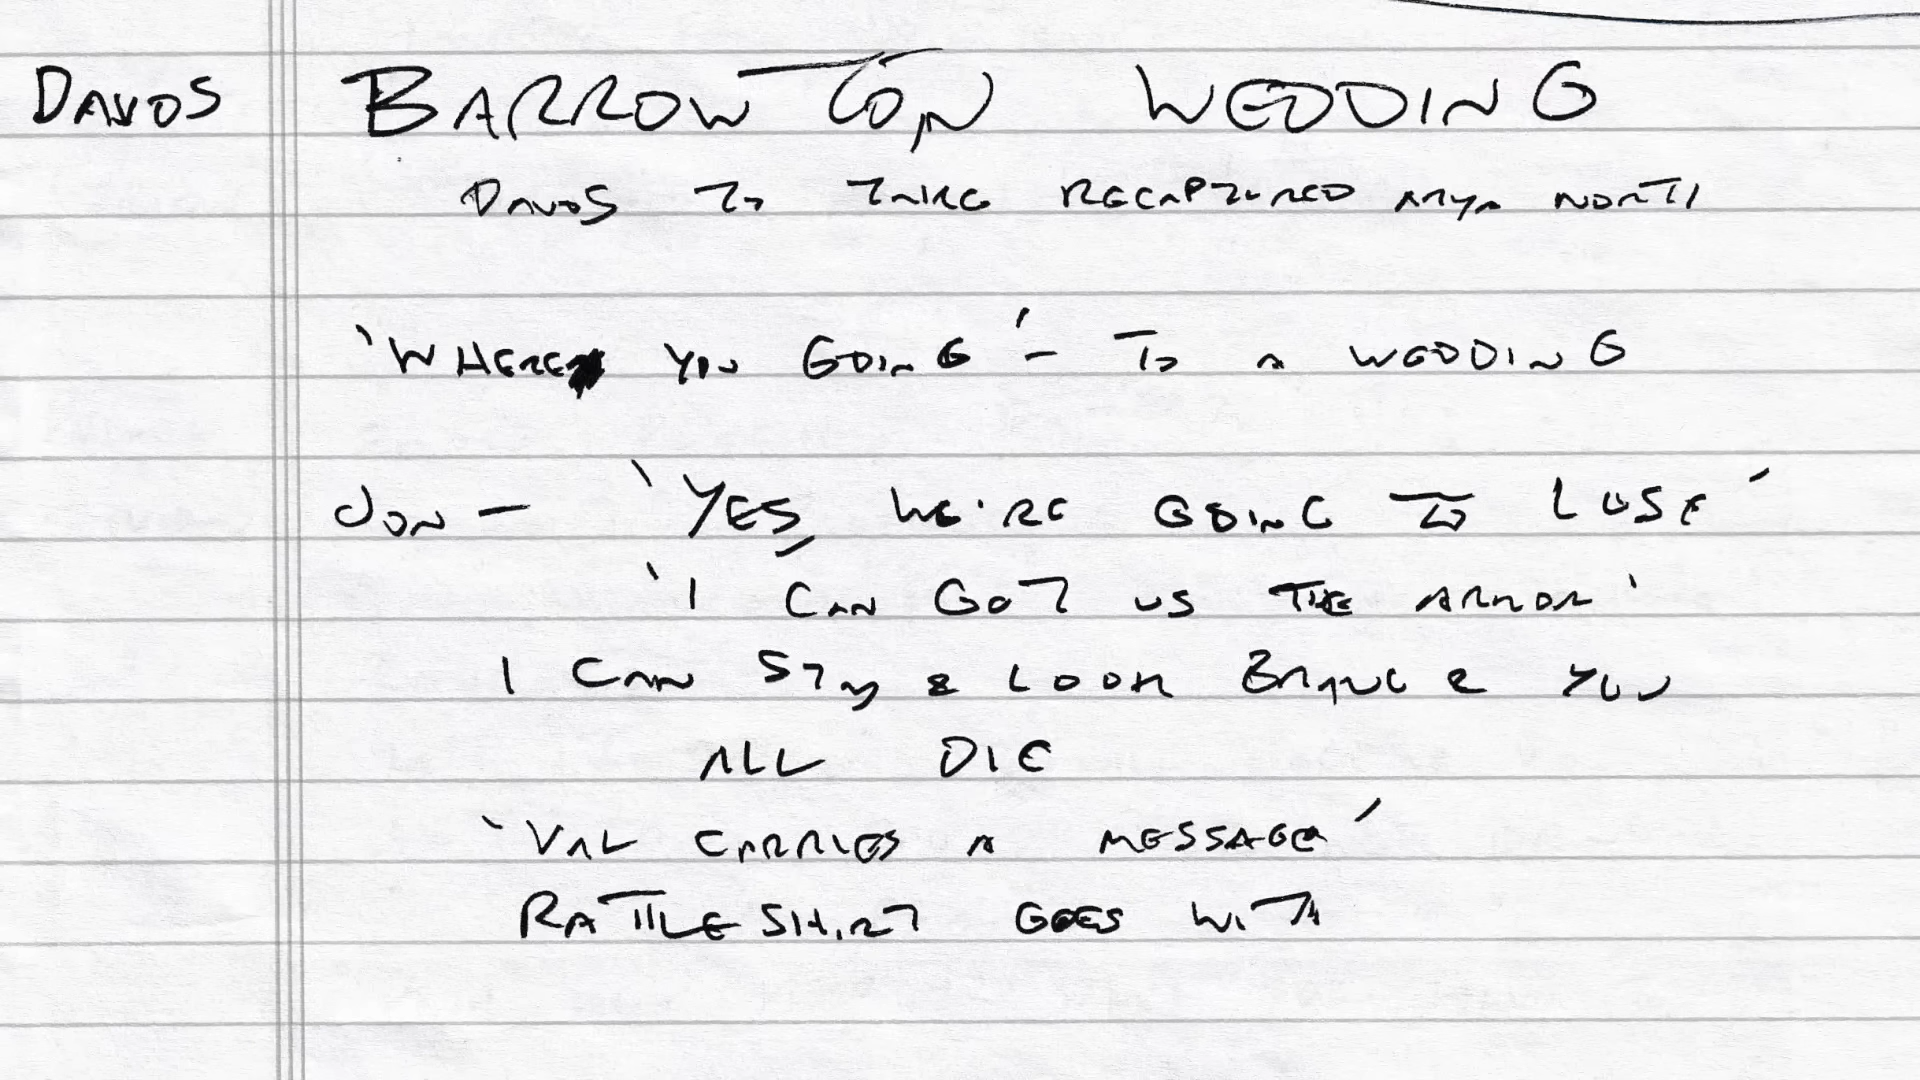 DAVOS BARROWTON WEDDING
DAVOS TO TAKE RECAPTURED ARYA NORTH
'WHERE YOU GOING' – TO A WEDDING
JON – 'YES, WE'RE GOING TO LOSE'
'I CAN GET US THE ARMOR'
I CAN STAY & LOOK BRAVE & YOU
ALL DIE
'VAL CARRIES A MESSAGE'
RATTLESHIRT GOES WITH